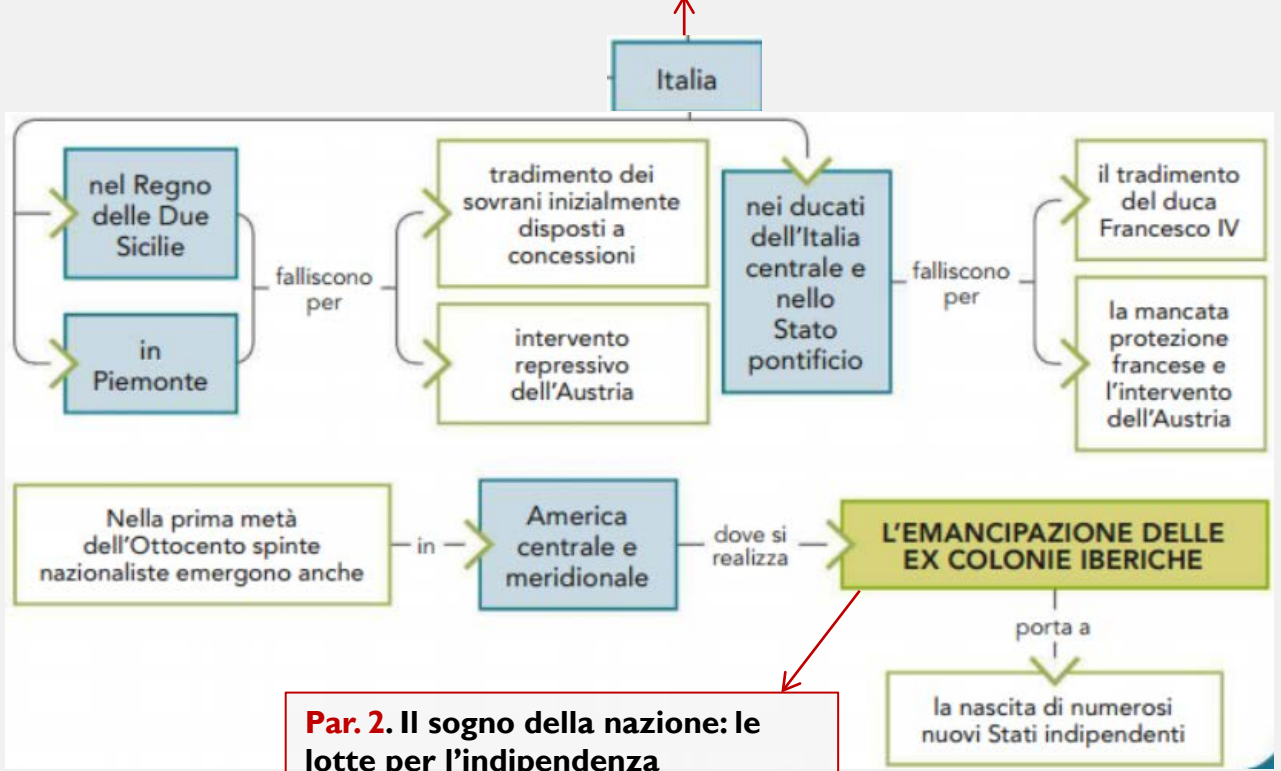 Italia
nel Regno
delle Due
Sicilie
in
Piemonte
falliscono
per
tradimento dei
sovrani inizialmente
disposti a
concessioni
intervento
repressivo
dell'Austria
nei ducati
dell'Italia
centrale e
nello
Stato
pontificio
falliscono
per
il tradimento
del duca
Francesco IV
la mancata
protezione
francese e
l'intervento
dell'Austria
Nella prima metà
dell'Ottocento spinte
nazionaliste emergono anche
in
America
centrale e
meridionale
dove si
realizza
L'EMANCIPAZIONE DELLE
EX COLONIE IBERICHE
porta a
la nascita di numerosi
nuovi Stati indipendenti
Par. 2. Il sogno della nazione: le
lotte per l'indipendenza